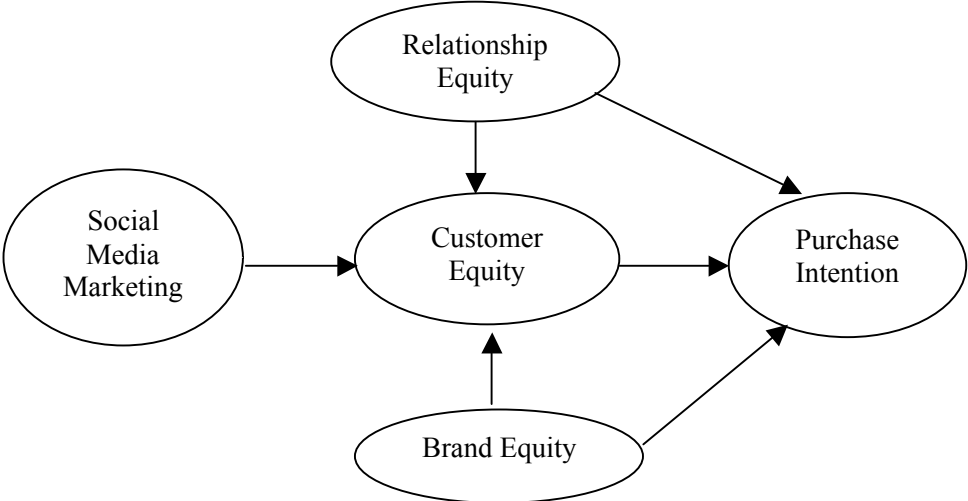 Relationship
Equity
Social
Media
Marketing
Customer
Equity
Purchase
Intention
Brand Equity